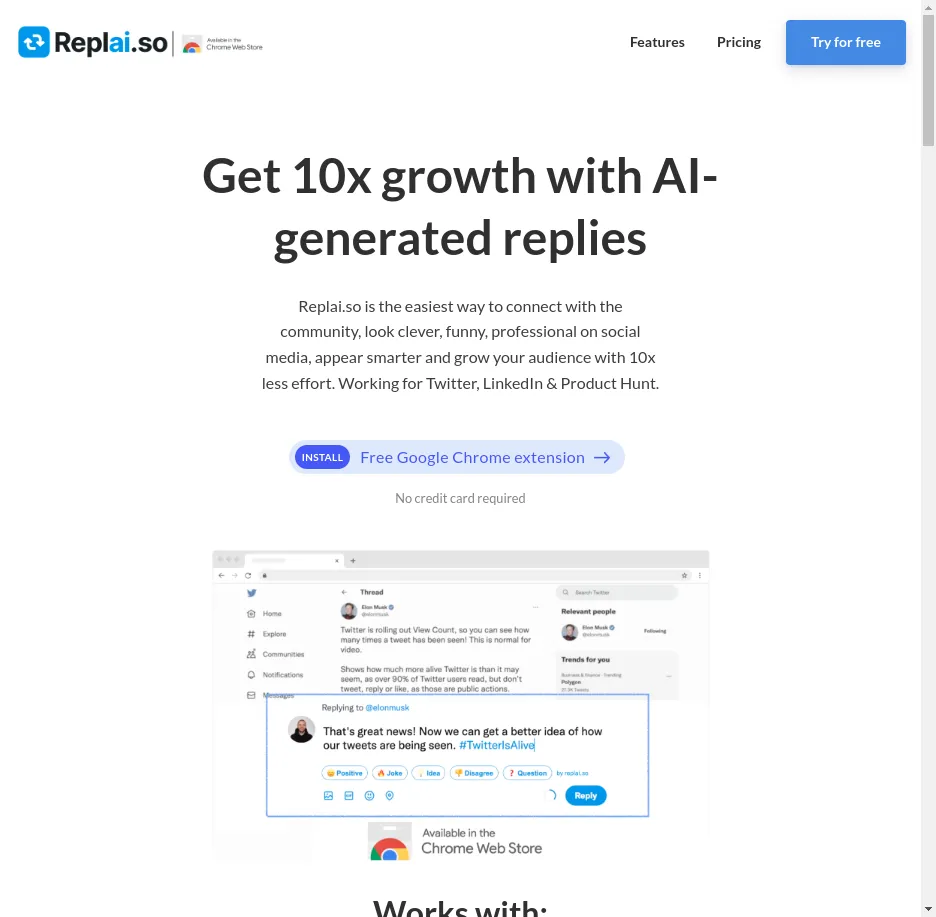 Replai.so
Available in the
Chrome Web Store
Features
Pricing
Try for free
Get 10x growth with AI-
generated replies
Replai.so is the easiest way to connect with the
community, look clever, funny, professional on social
media, appear smarter and grow your audience with 10x
less effort. Working for Twitter, LinkedIn & Product Hunt.
INSTALL Free Google Chrome extension
No credit card required
Thread
Search Twitter
Home
Explore
Communities
Notifications
Messages
Elon Musk
@elonmusk
Twitter is rolling out View Count, so you can see how
many times a tweet has been seen! This is normal for
video.
Shows how much more alive Twitter is than it may
seem, as over 90% of Twitter users read, but don't
tweet, reply or like, as those are public actions.
Relevant people
Elon Musk
@elonmusk
Following
Trends for you
Business & finance · Trending
Polygon
Tweets
Replying to @elonmusk
That's great news! Now we can get a better idea of how
our tweets are being seen. #TwitterIsAlive
Positive
Joke
Idea
Disagree
Question
by replai.so
Reply
Available in the
Chrome Web Store
Works with: